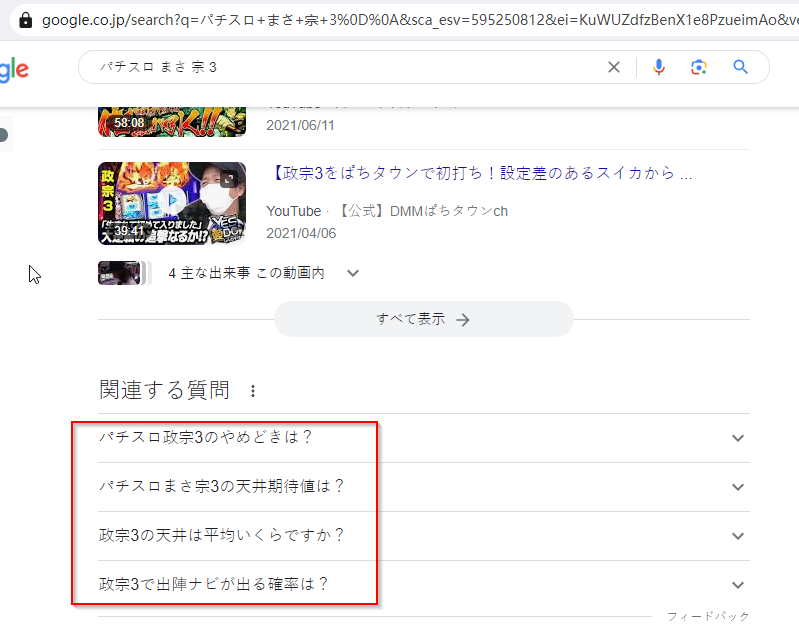 google.co.jp/search?q=パチスロ+まさ+宗+3%0D%0A&sca_esv=595250812&ei=KuWUZdfzBenX1e8PzueimAo&ve
gle
パチスロ まさ 宗 3
58:08
2021/06/11
【政宗3をぱちタウンで初打ち！設定差のあるスイカから ...
政宗3
39:41
YouTube · 【公式】DMMぱちタウンch
2021/04/06
4 主な出来事 この動画内
すべて表示 →
関連する質問
パチスロ政宗3のやめどきは？
パチスロまさ宗3の天井期待値は？
政宗3の天井は平均いくらですか？
政宗3で出陣ナビが出る確率は？
フィードバック